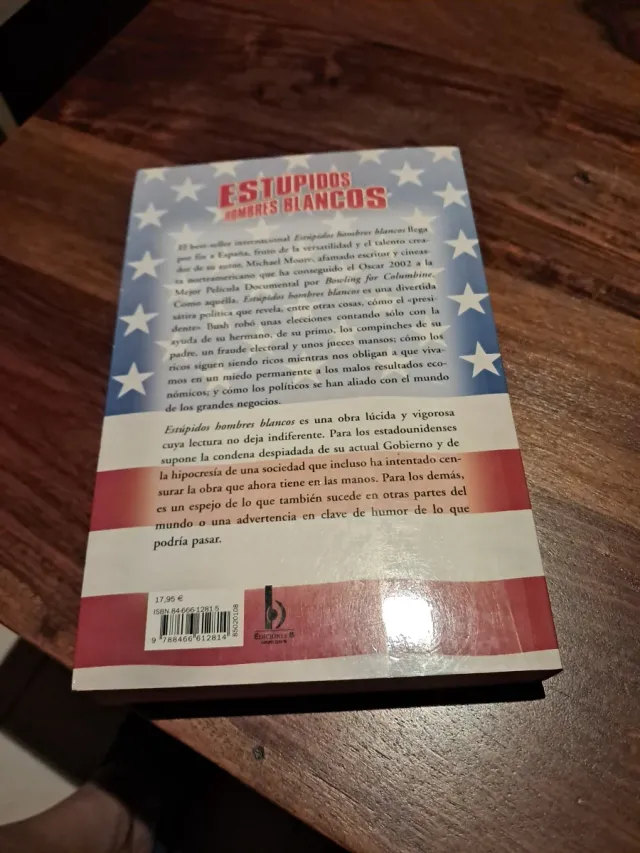 ESTUPIDOS
HOMBRES BLANCOS
El best-seller internacional Estúpidos hombres blancos llega
por fin a España, fruto de la versatilidad y el talento crea-
dor de su autor, Michael Moore, afamado escritor y cineas-
ta norteamericano que ha conseguido el Oscar 2002 a la
Mejor Película Documental por Bowling for Columbine.
Como aquélla, Estúpidos hombres blancos es una divertida
sátira política que revela, entre otras cosas, cómo el «presi-
dente» Bush robó unas elecciones contando sólo con la
ayuda de su hermano, de su primo, los compinches de su
padre, un fraude electoral y unos jueces mansos; cómo los
ricos siguen siendo ricos mientras nos obligan a que viva-
mos en un miedo permanente a los malos resultados eco-
nómicos; y cómo los políticos se han aliado con el mundo
de los grandes negocios.
Estúpidos hombres blancos es una obra lúcida y vigorosa
cuya lectura no deja indiferente. Para los estadounidenses
supone la condena despiadada de su actual Gobierno y de
la hipocresía de una sociedad que incluso ha intentado cen-
surar la obra que ahora tiene en las manos. Para los demás,
es un espejo de lo que también sucede en otras partes del
mundo o una advertencia en clave de humor de lo que
podría pasar.
17,95 €
ISBN 84-666-1281-5
9 788466 612814
85020108
b
EDICIONES B